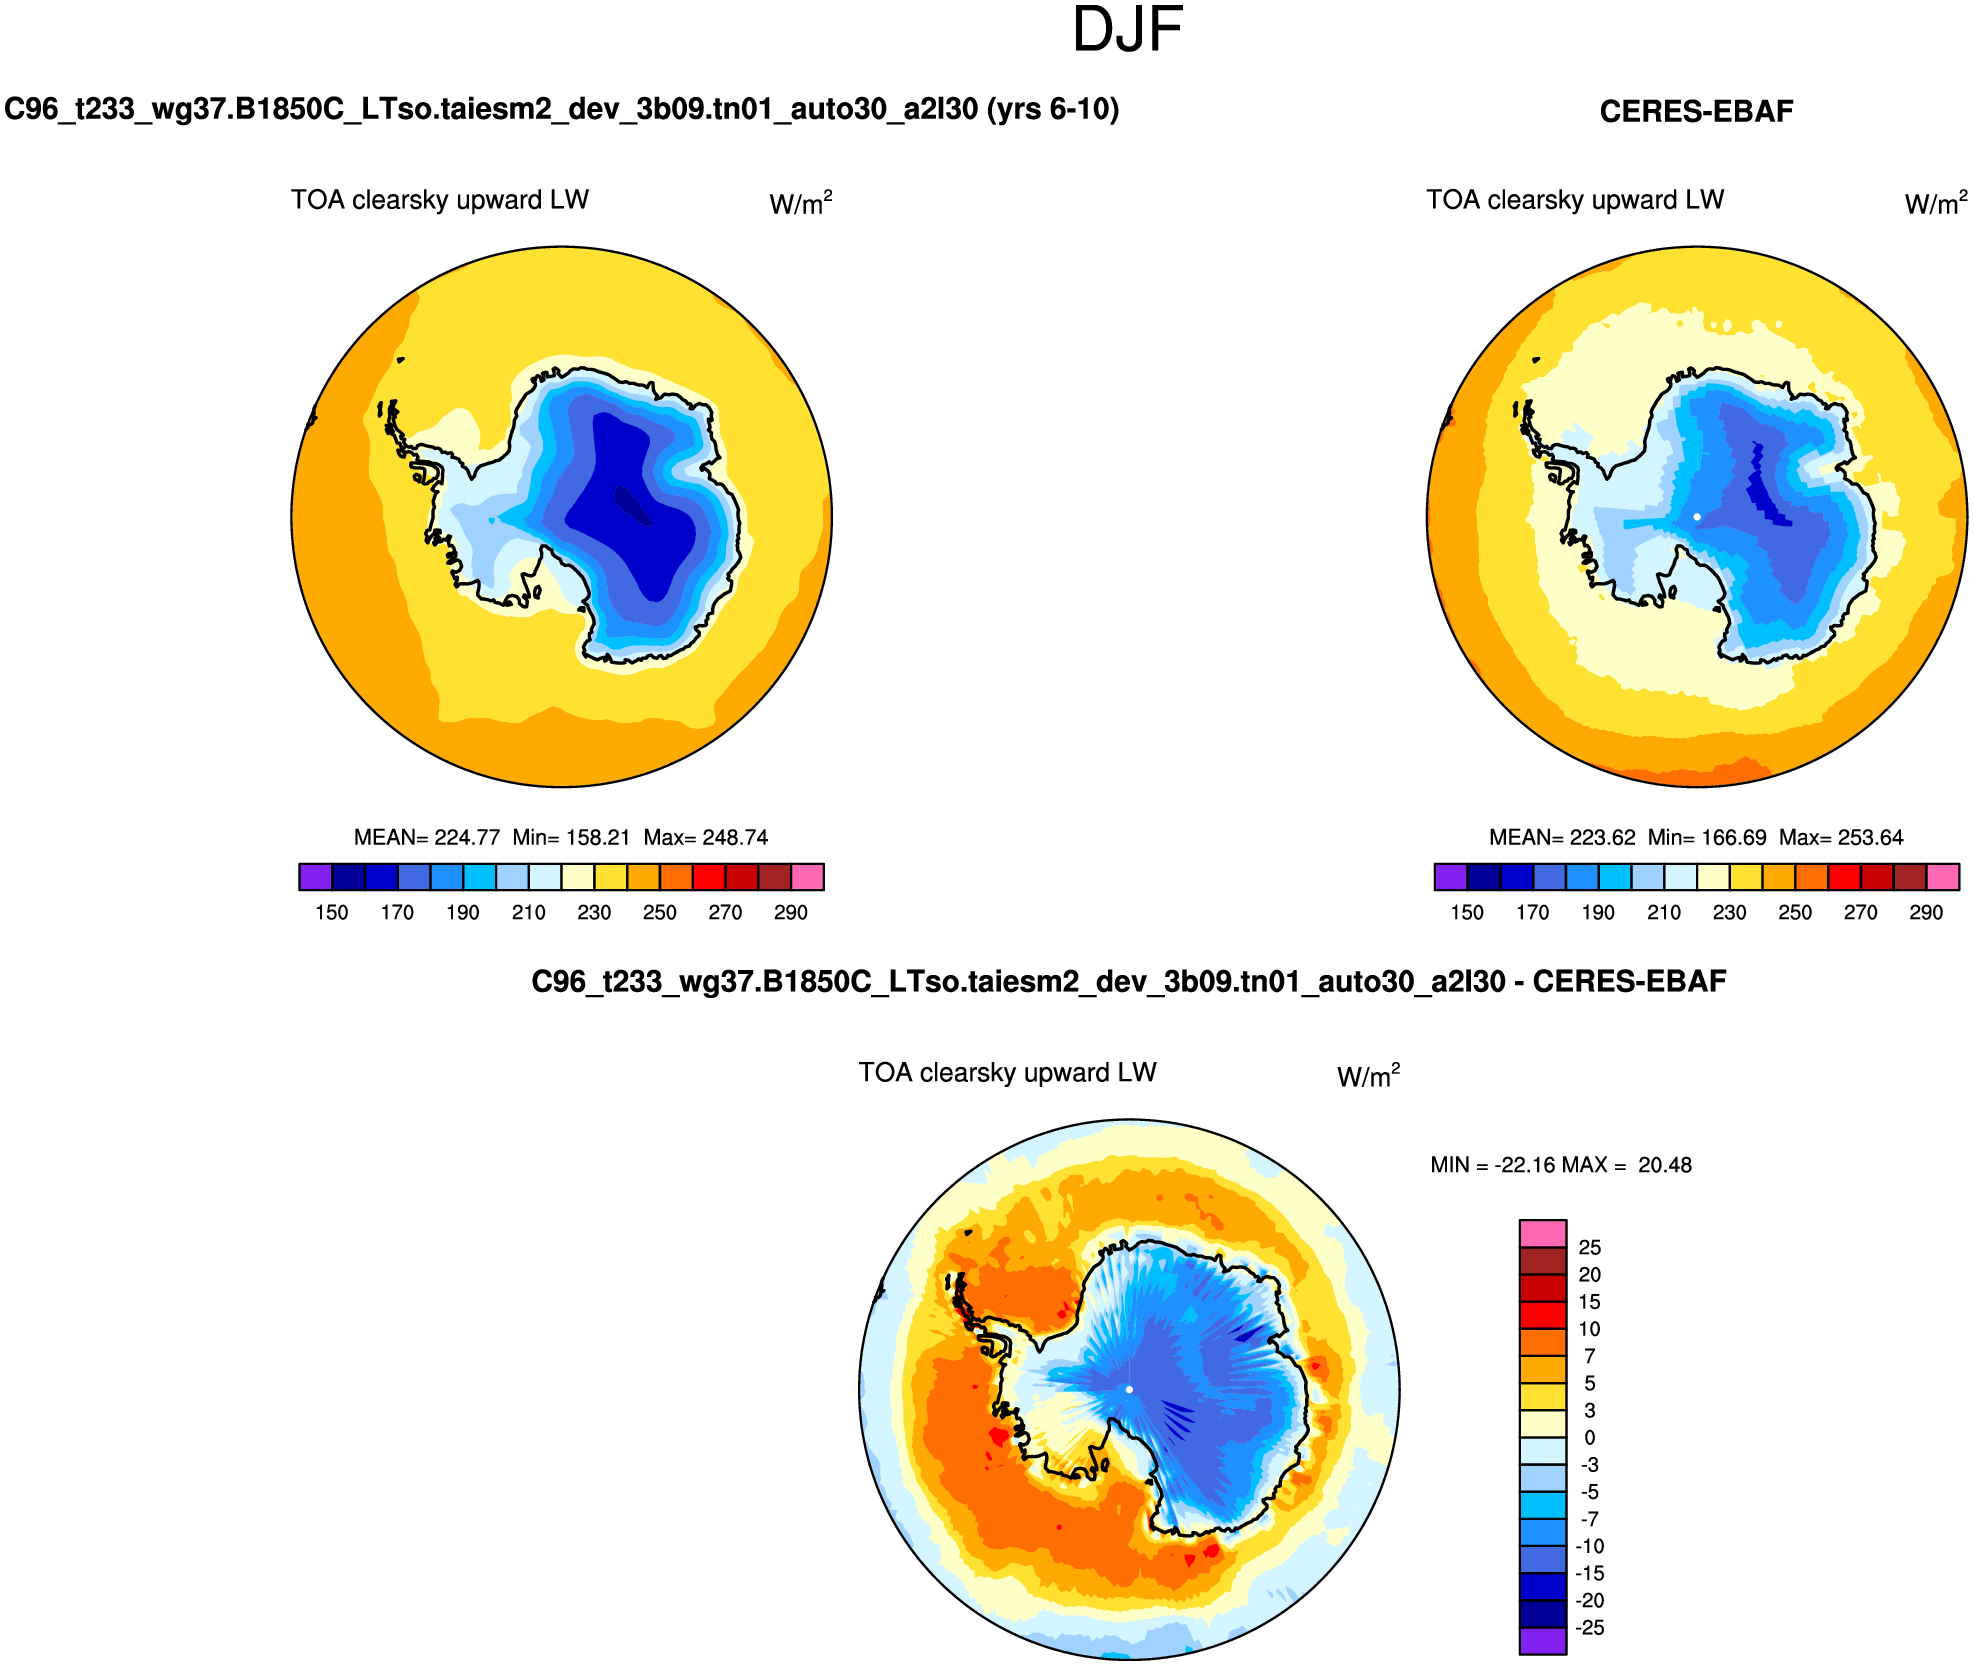 DJF
C96_t233_wg37.B1850C_LTso.taiesm2_dev_3b09.tn01_auto30_a2l30 (yrs 6-10)
CERES-EBAF
TOA clearsky upward LW W/m²
TOA clearsky upward LW W/m²
MEAN= 224.77 Min= 158.21 Max= 248.74
MEAN= 223.62 Min= 166.69 Max= 253.64
150 170 190 210 230 250 270 290
150 170 190 210 230 250 270 290
C96_t233_wg37.B1850C_LTso.taiesm2_dev_3b09.tn01_auto30_a2l30 - CERES-EBAF
TOA clearsky upward LW W/m²
MIN = -22.16 MAX = 20.48
25
20
15
10
7
5
3
0
-3
-5
-7
-10
-15
-20
-25